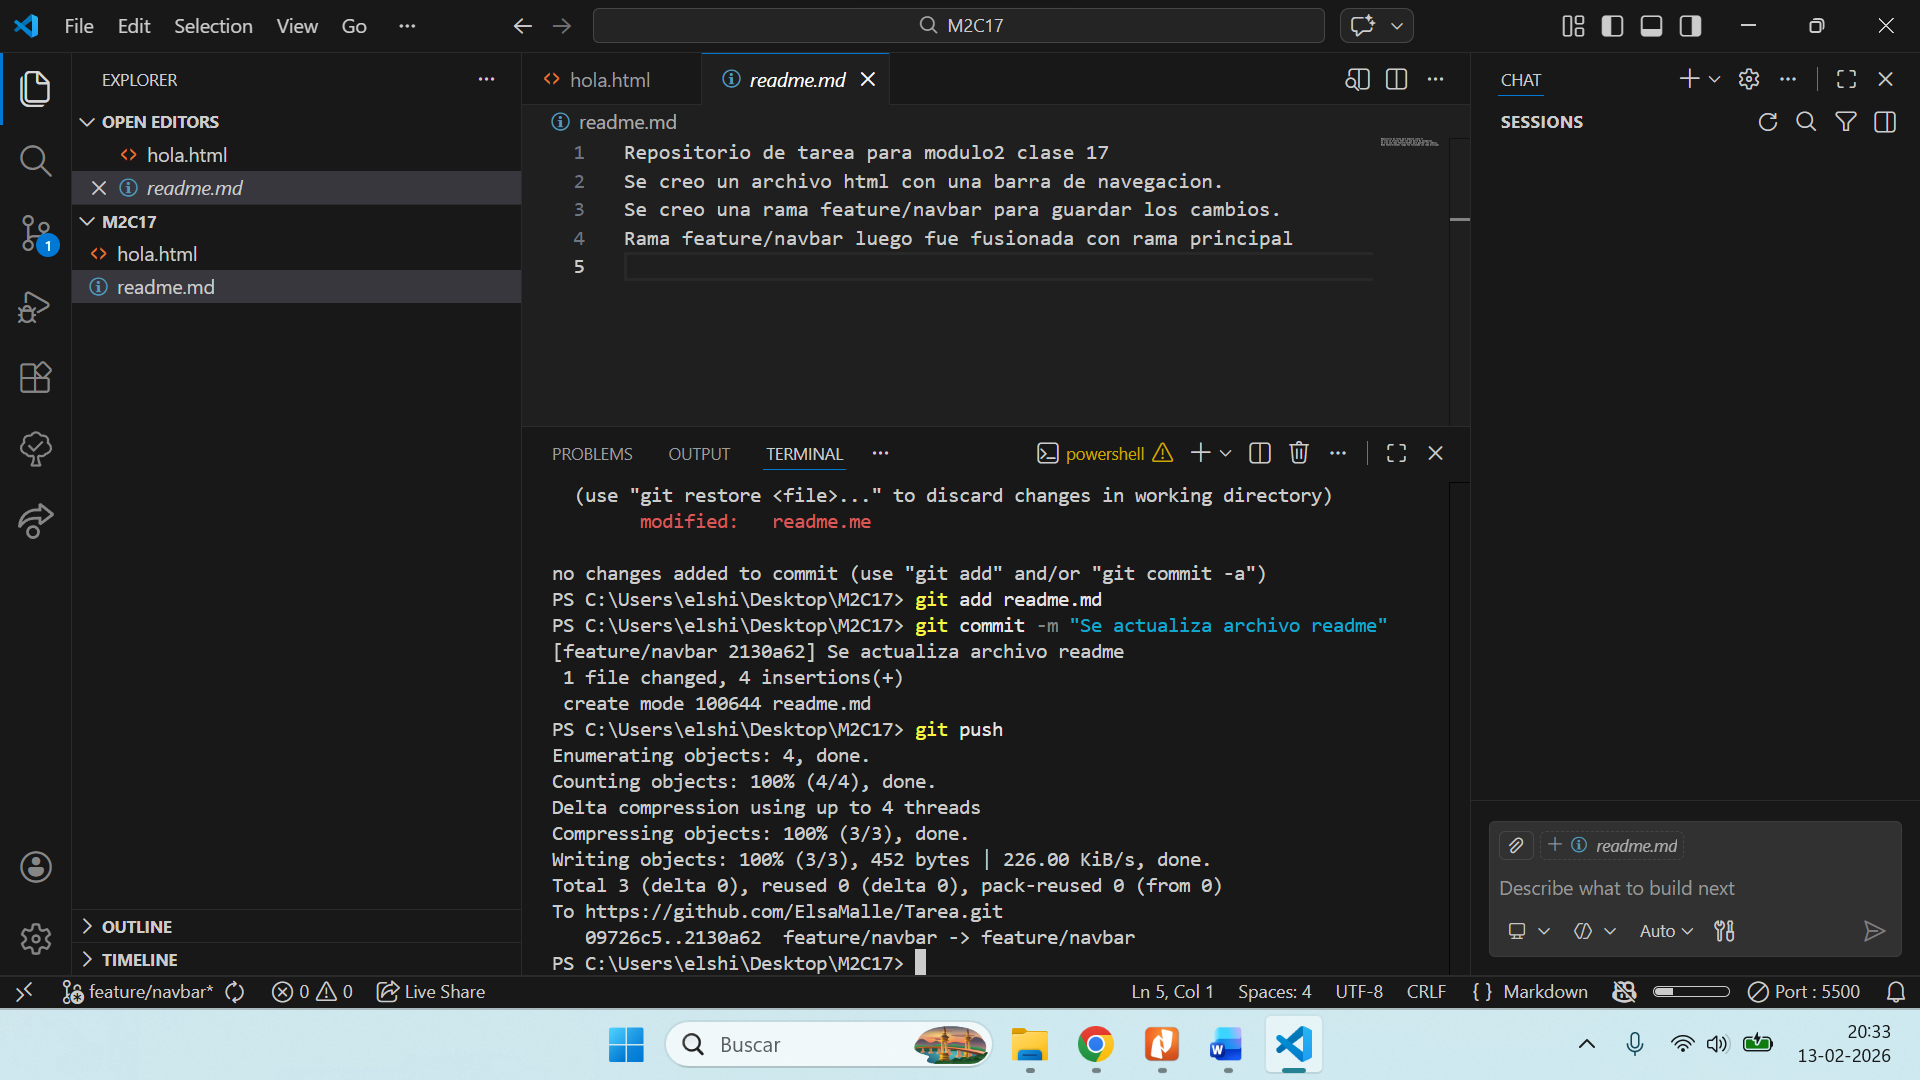 File Edit Selection View Go ··· M2C17
EXPLORER ···
OPEN EDITORS
hola.html
readme.md
M2C17
hola.html
readme.md
OUTLINE
TIMELINE
1
hola.html readme.md
readme.md
1 Repositorio de tarea para modulo2 clase 17
2 Se creo un archivo html con una barra de navegacion.
3 Se creo una rama feature/navbar para guardar los cambios.
4 Rama feature/navbar luego fue fusionada con rama principal
5
PROBLEMS OUTPUT TERMINAL ··· powershell
(use "git restore <file>..." to discard changes in working directory)
modified: readme.me
no changes added to commit (use "git add" and/or "git commit -a")
PS C:\Users\elshi\Desktop\M2C17> git add readme.md
PS C:\Users\elshi\Desktop\M2C17> git commit -m "Se actualiza archivo readme"
[feature/navbar 2130a62] Se actualiza archivo readme
1 file changed, 4 insertions(+)
create mode 100644 readme.md
PS C:\Users\elshi\Desktop\M2C17> git push
Enumerating objects: 4, done.
Counting objects: 100% (4/4), done.
Delta compression using up to 4 threads
Compressing objects: 100% (3/3), done.
Writing objects: 100% (3/3), 452 bytes | 226.00 KiB/s, done.
Total 3 (delta 0), reused 0 (delta 0), pack-reused 0 (from 0)
To https://github.com/ElsaMalle/Tarea.git
09726c5..2130a62 feature/navbar -> feature/navbar
PS C:\Users\elshi\Desktop\M2C17>
CHAT
SESSIONS
readme.md
Describe what to build next
Auto
feature/navbar* 0 0 Live Share Ln 5, Col 1 Spaces: 4 UTF-8 CRLF {} Markdown Port : 5500
Buscar
20:33
13-02-2026